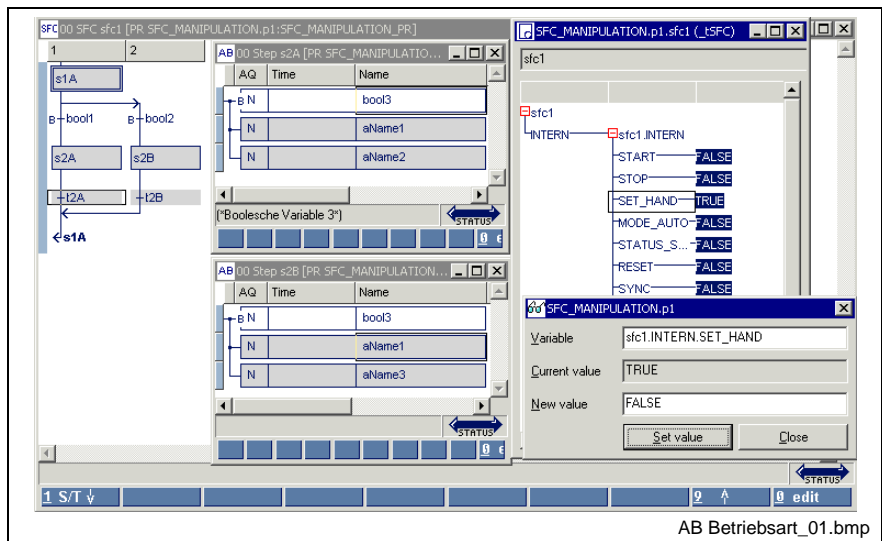 SFC 00 SFC sfc1 [PR SFC_MANIPULATION.p1:SFC_MANIPULATION_PR]
1 2
s1A
B bool1 B bool2
s2A s2B
t2A t2B
s1A
AB 00 Step s2A [PR SFC_MANIPULATIO...
AQ Time Name
B N bool3
N aName1
N aName2
(*Boolesche Variable 3*)
STATUS
0 e
AB 00 Step s2B [PR SFC_MANIPULATION...
AQ Time Name
B N bool3
N aName1
N aName3
STATUS
0 e
SFC_MANIPULATION.p1.sfc1 (_tSFC)
sfc1
sfc1
INTERN sfc1.INTERN
START FALSE
STOP FALSE
SET_HAND TRUE
MODE_AUTO FALSE
STATUS_S... FALSE
RESET FALSE
SYNC FALSE
SFC_MANIPULATION.p1
Variable sfc1.INTERN.SET_HAND
Current value TRUE
New value FALSE
Set value Close
STATUS
1 S/T 9 0 edit
AB Betriebsart_01.bmp